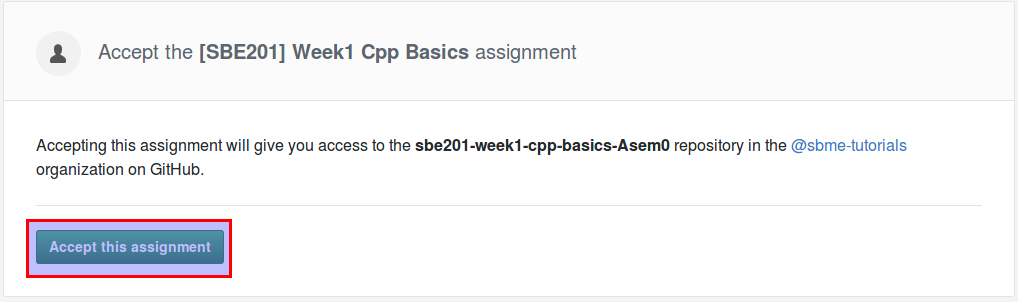 Accept the [SBE201] Week1 Cpp Basics assignment
Accepting this assignment will give you access to the sbe201-week1-cpp-basics-Asem0 repository in the @sbme-tutorials
organization on GitHub.
Accept this assignment